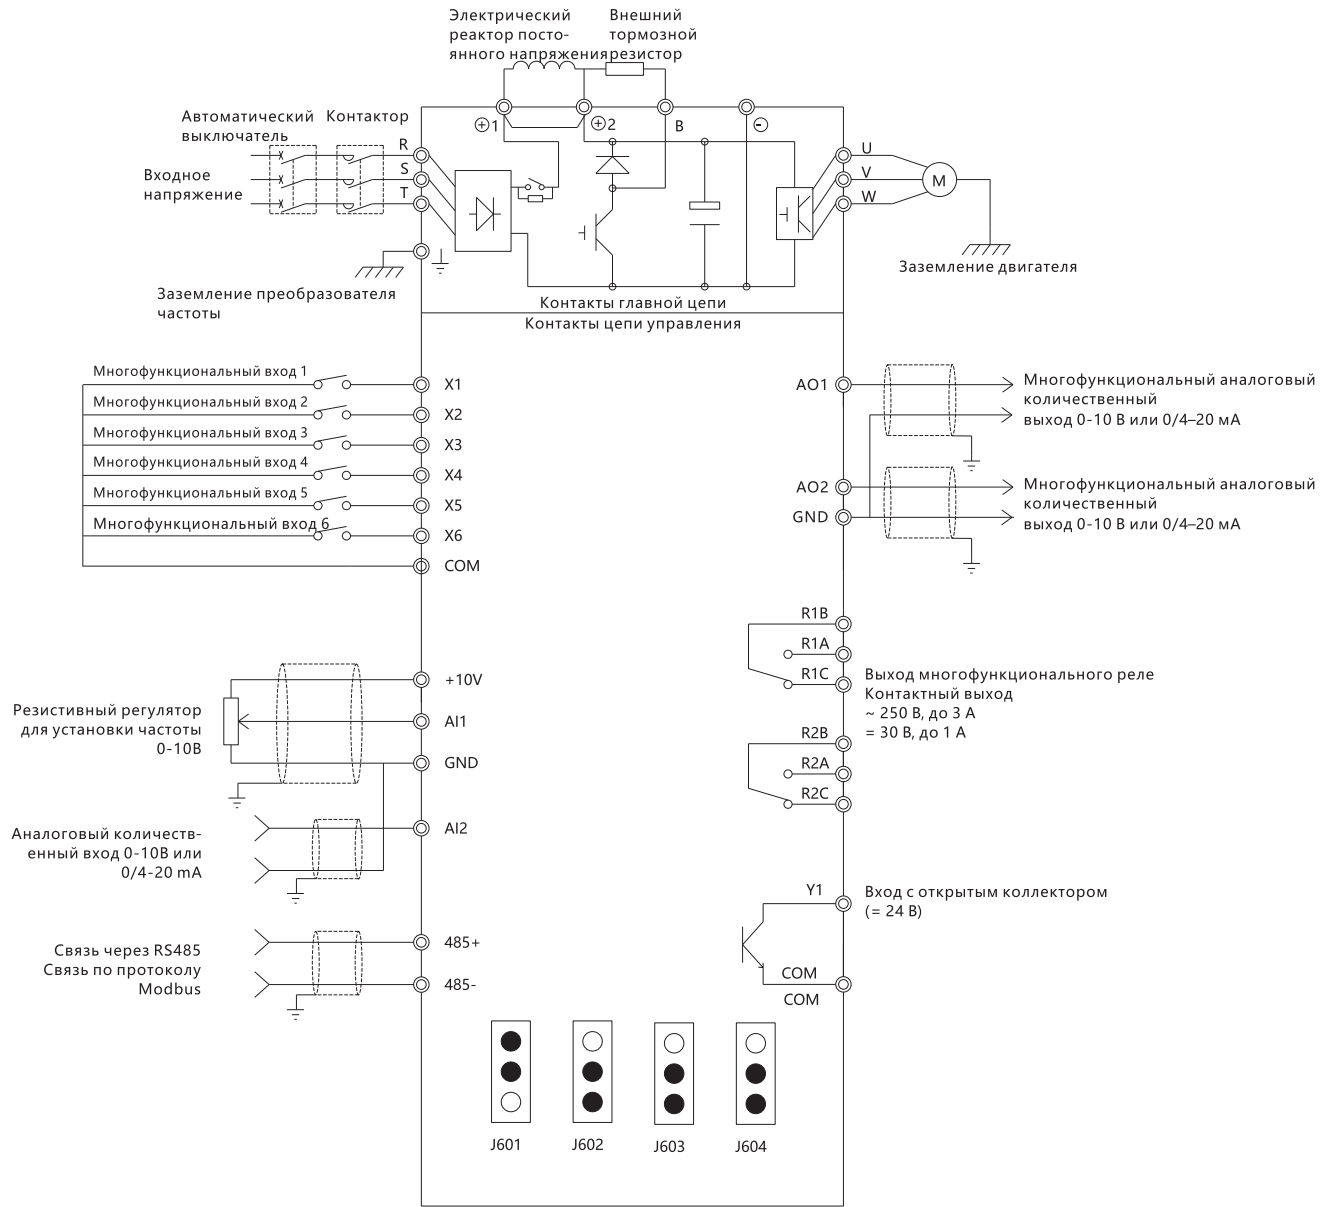 Электрический
реактор посто-
янного напряжения
Внешний
тормозной
резистор
Автоматический
выключатель
Контактор
Входное
напряжение
R
S
T
⊕1
⊕2
B
⊖
U
V
W
M
Заземление двигателя
Заземление преобразователя
частоты
Контакты главной цепи
Контакты цепи управления
Многофункциональный вход 1
X1
Многофункциональный вход 2
X2
Многофункциональный вход 3
X3
Многофункциональный вход 4
X4
Многофункциональный вход 5
X5
Многофункциональный вход 6
X6
COM
AO1
Многофункциональный аналоговый
количественный
выход 0-10 В или 0/4–20 мА
AO2
GND
Многофункциональный аналоговый
количественный
выход 0-10 В или 0/4–20 мА
R1B
R1A
R1C
Выход многофункционального реле
Контактный выход
~ 250 В, до 3 А
= 30 В, до 1 А
R2B
R2A
R2C
+10V
AI1
GND
Резистивный регулятор
для установки частоты
0-10В
AI2
Аналоговый количеств-
енный вход 0-10В или
0/4-20 mA
Y1
Вход с открытым коллектором
(= 24 В)
COM
COM
485+
485-
Связь через RS485
Связь по протоколу
Modbus
J601
J602
J603
J604